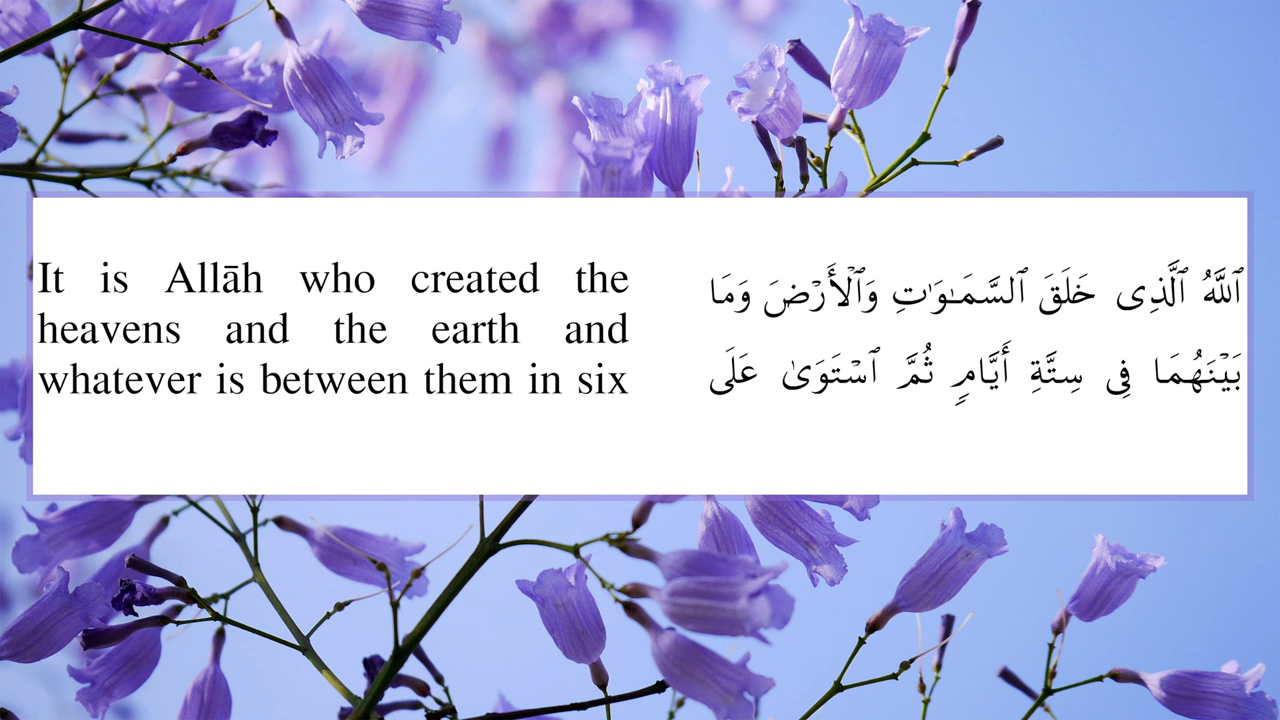 It is Allāh who created the
heavens and the earth and
whatever is between them in six
ٱللَّهُ ٱلَّذِى خَلَقَ ٱلسَّمَـٰوَٰتِ وَٱلْأَرْضَ وَمَا
بَيْنَهُمَا فِى سِتَّةِ أَيَّامٍۢ ثُمَّ ٱسْتَوَىٰ عَلَى